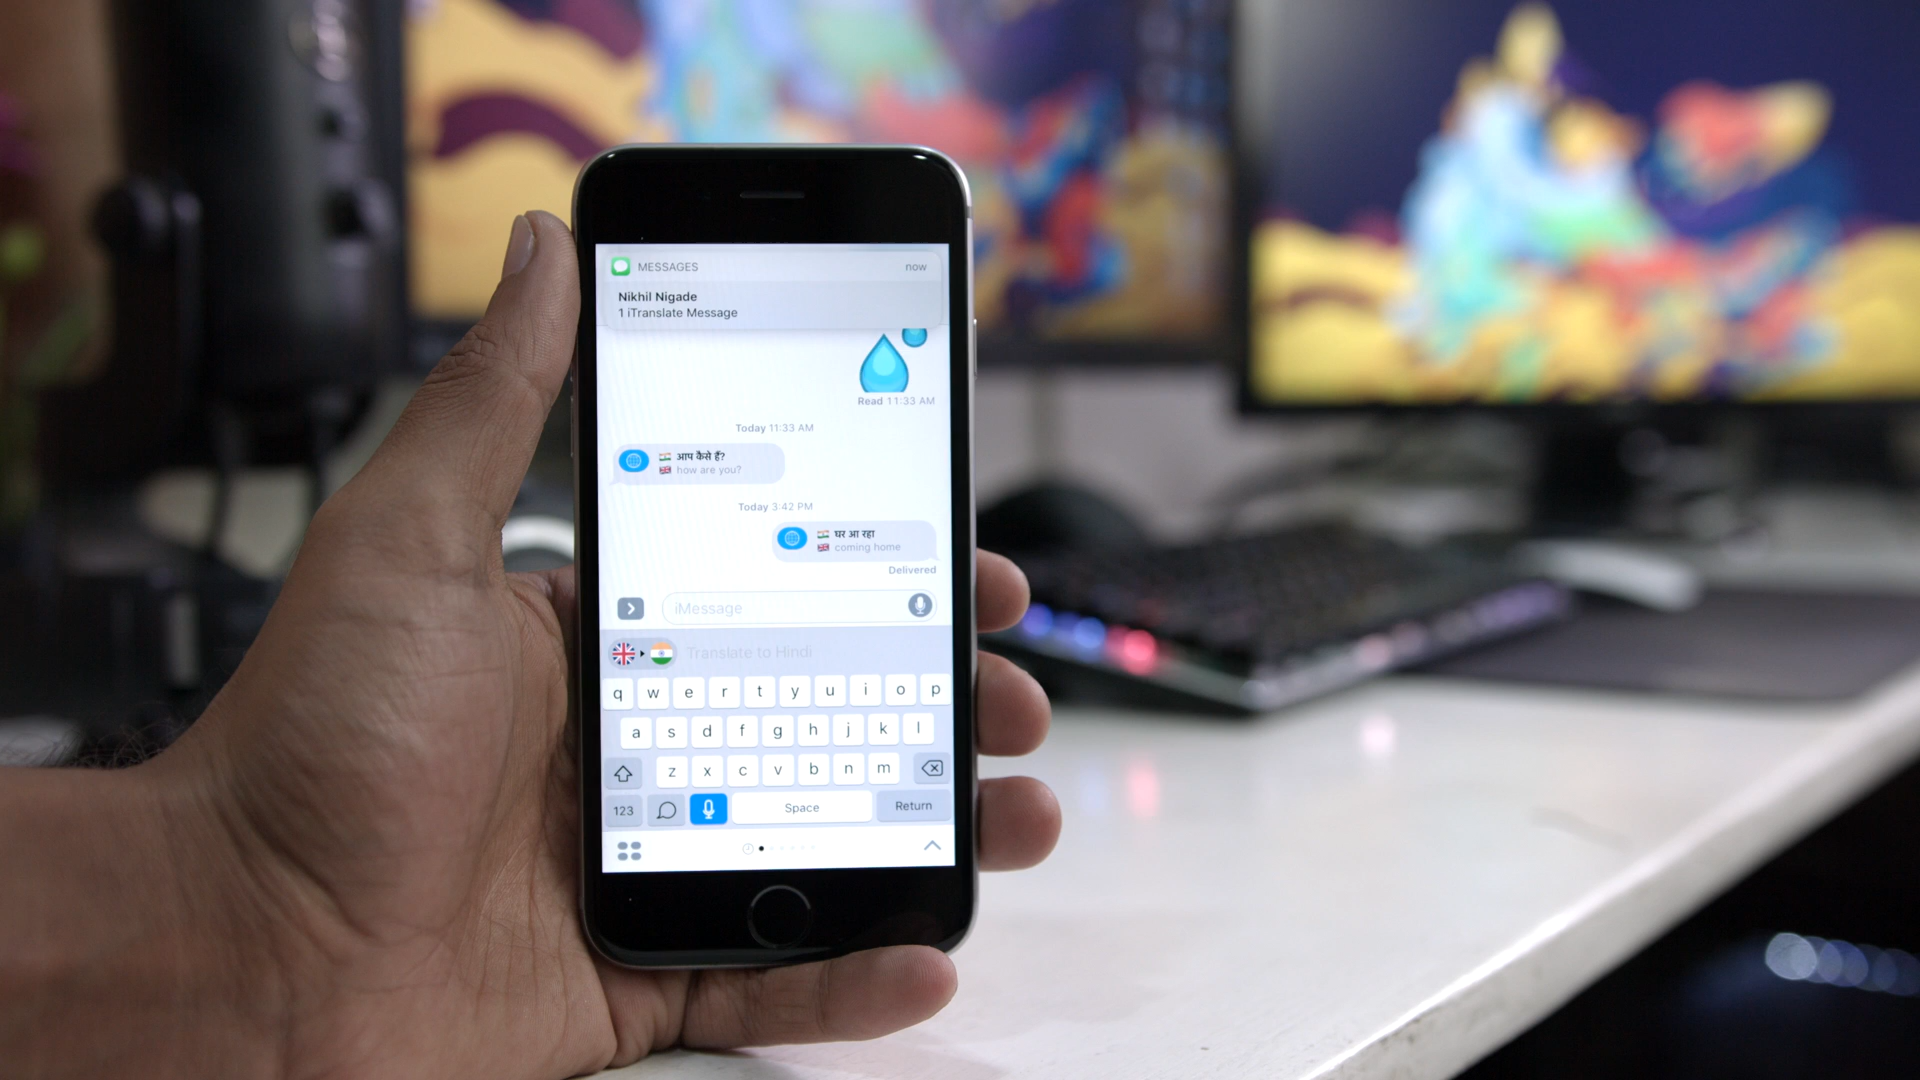 MESSAGES now
Nikhil Nigade
1 iTranslate Message
Read 11:33 AM
Today 11:33 AM
आप कैसे हैं?
how are you?
Today 3:42 PM
घर आ रहा
coming home
Delivered
iMessage
Translate to Hindi
q w e r t y u i o p
a s d f g h j k l
z x c v b n m
123 Space Return